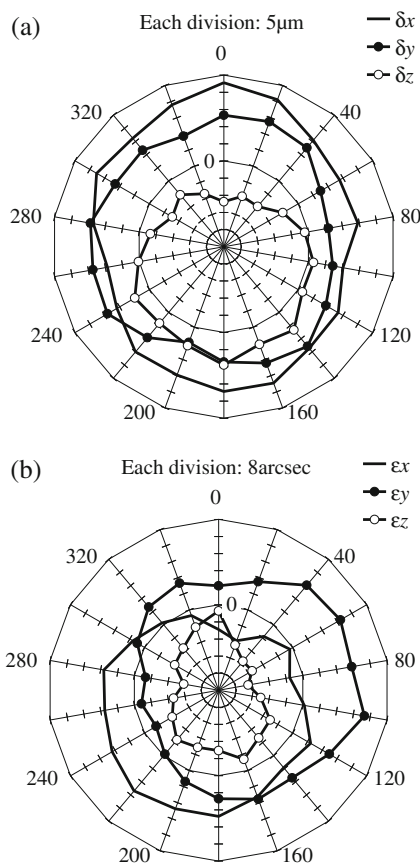 (a)
Each division: 5μm
δx
δy
δz
0
40
80
120
160
200
240
280
320
0
(b)
Each division: 8arcsec
εx
εy
εz
0
40
80
120
160
200
240
280
320
0